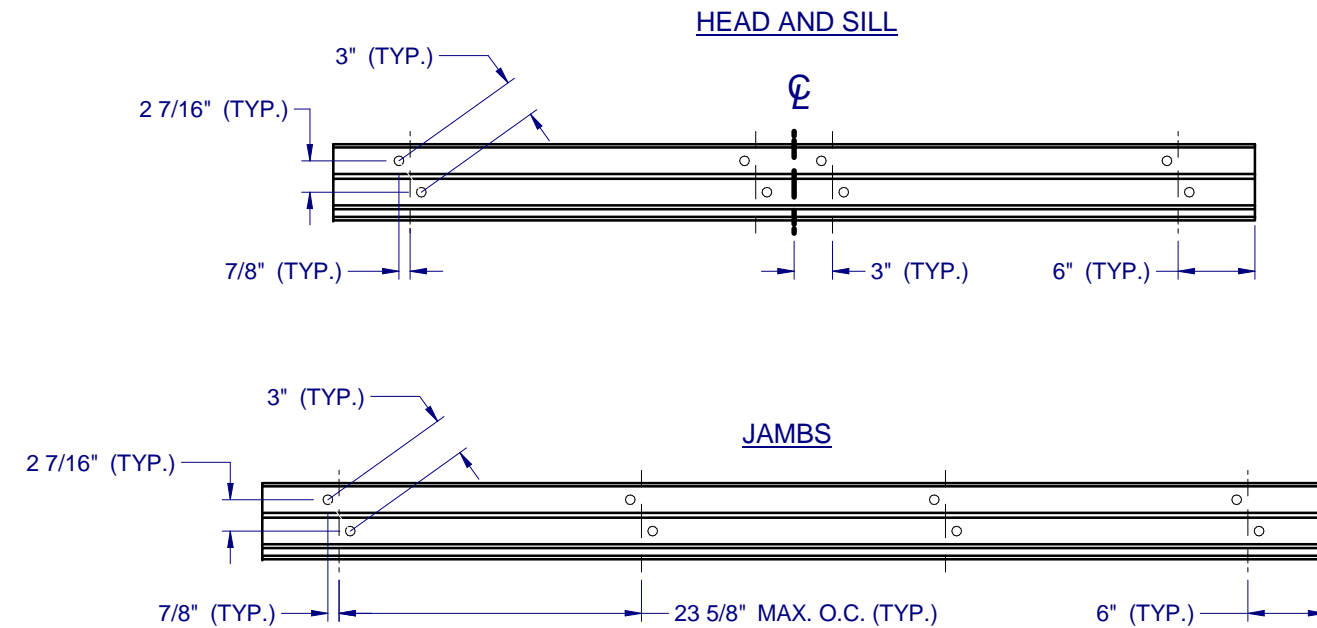 HEAD AND SILL
3" (TYP.)
2 7/16" (TYP.)
CL
7/8" (TYP.)
3" (TYP.)
6" (TYP.)
3" (TYP.)
JAMBS
2 7/16" (TYP.)
7/8" (TYP.)
23 5/8" MAX. O.C. (TYP.)
6" (TYP.)